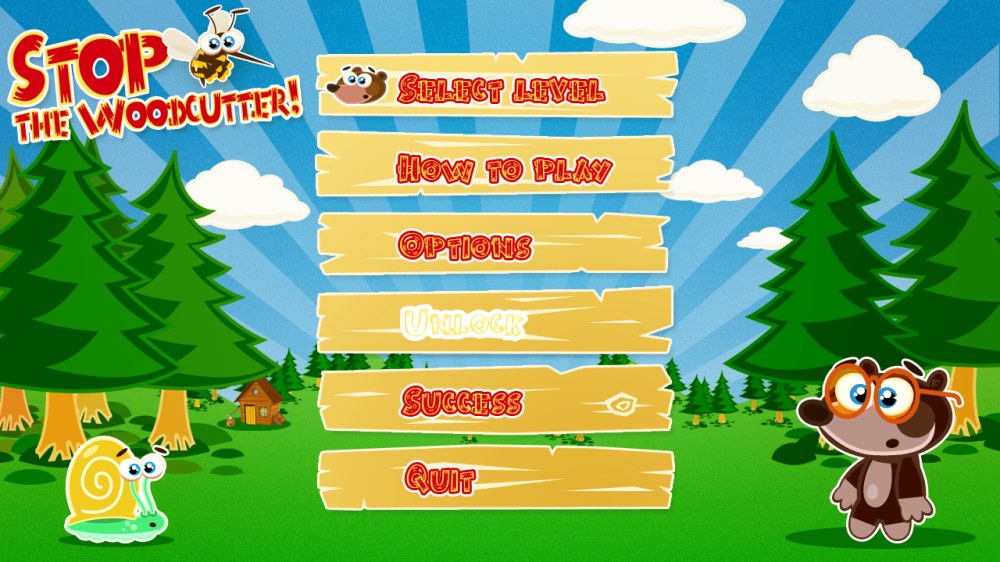 STOP
THE WOODCUTTER!
SELECT LEVEL
HOW TO PLAY
OPTIONS
UNLOCK
SUCCESS
QUIT